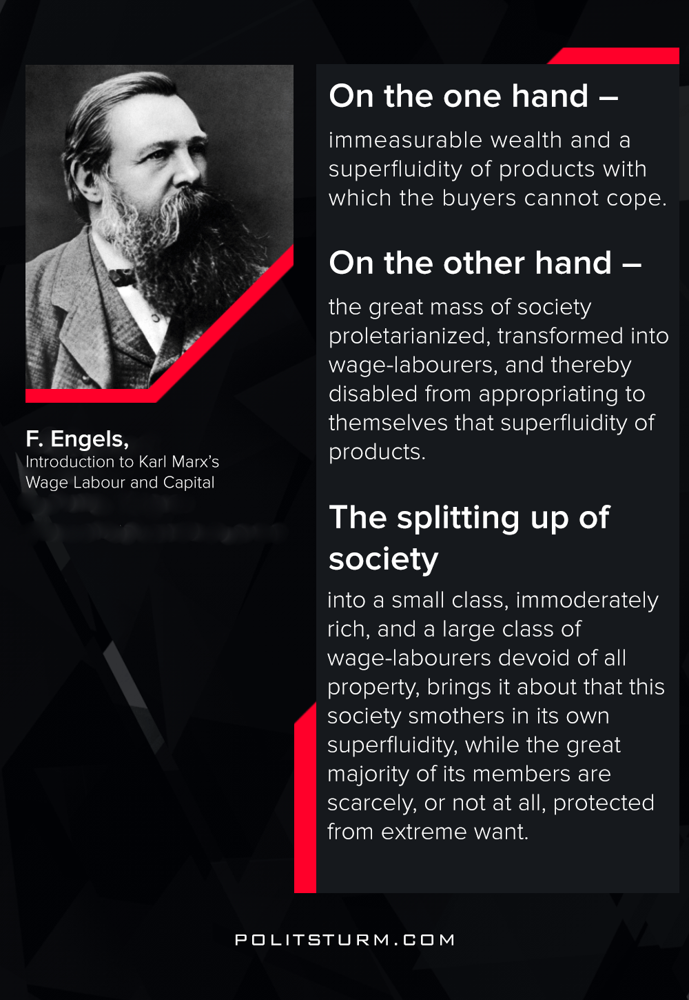 F. Engels,
Introduction to Karl Marx's
Wage Labour and Capital
On the one hand –
immeasurable wealth and a
superfluidity of products with
which the buyers cannot cope.
On the other hand –
the great mass of society
proletarianized, transformed into
wage-labourers, and thereby
disabled from appropriating to
themselves that superfluidity of
products.
The splitting up of
society
into a small class, immoderately
rich, and a large class of
wage-labourers devoid of all
property, brings it about that this
society smothers in its own
superfluidity, while the great
majority of its members are
scarcely, or not at all, protected
from extreme want.
POLITSTURM.COM